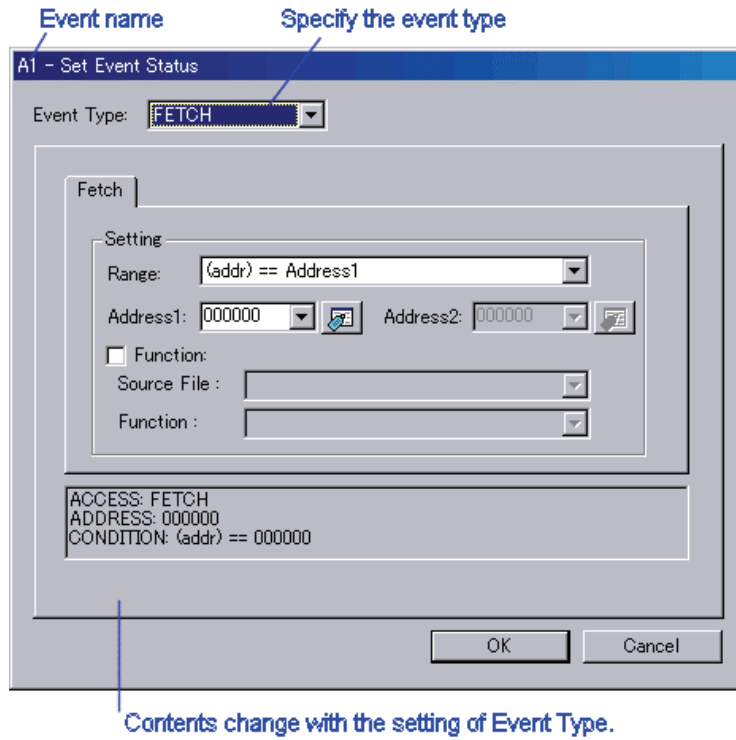 Event name Specify the event type
A1 - Set Event Status
Event Type: FETCH
Fetch
Setting
Range: (addr) == Address1
Address1: 000000 Address2: 000000
Function:
Source File :
Function :
ACCESS: FETCH
ADDRESS: 000000
CONDITION: (addr) == 000000
OK Cancel
Contents change with the setting of Event Type.